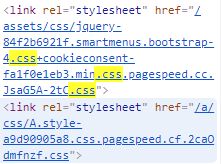 <link rel="stylesheet" href="/
assets/css/jquery-
84f2b6921f.smartmenus.bootstrap-
4.css+cookieconsent-
fa1f0e1eb3.min.css.pagespeed.cc.
JsaG5A-2tC.css">
<link rel="stylesheet" href="/a/
css/A.style-
a9d90905a8.css.pagespeed.cf.2caO
dmfnzf.css">